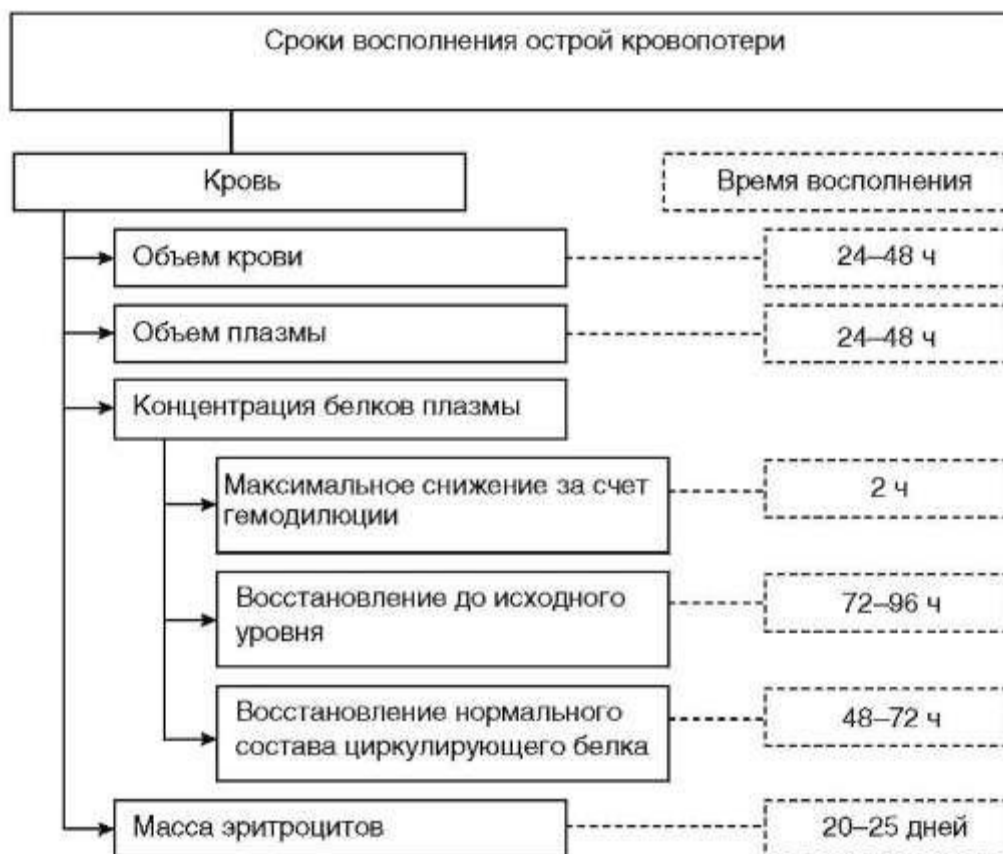 Сроки восполнения острой кровопотери
Кровь
Время восполнения
Объем крови
24–48 ч
Объем плазмы
24–48 ч
Концентрация белков плазмы
Максимальное снижение за счет
гемодилюции
2 ч
Восстановление до исходного
уровня
72–96 ч
Восстановление нормального
состава циркулирующего белка
48–72 ч
Масса эритроцитов
20–25 дней